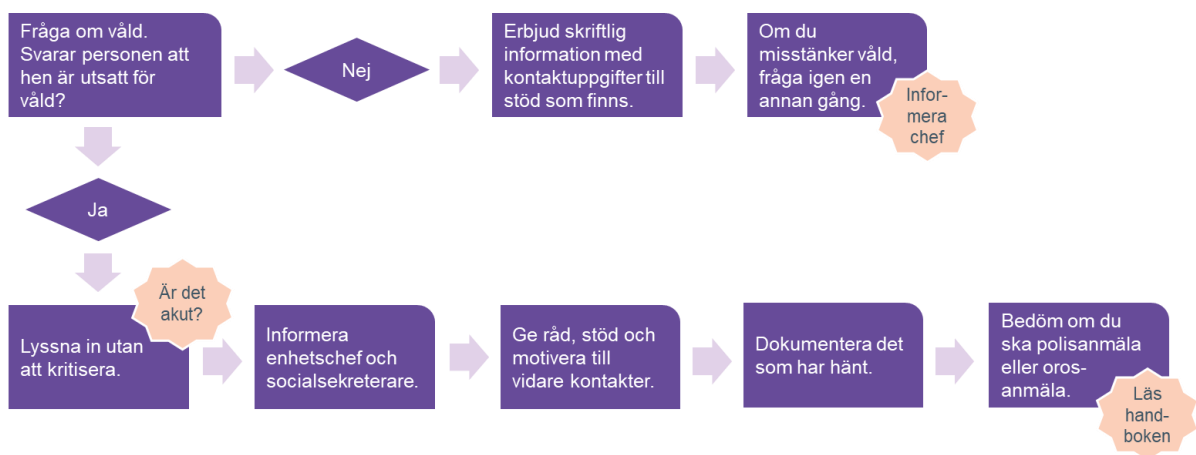 Fråga om våld.
Svarar personen att
hen är utsatt för
våld?
Nej
Erbjud skriftlig
information med
kontaktuppgifter till
stöd som finns.
Om du
misstänker våld,
fråga igen en
annan gång.
Infor-
mera
chef
Ja
Är det
akut?
Lyssna in utan
att kritisera.
Informera
enhetschef och
socialsekreterare.
Ge råd, stöd och
motivera till
vidare kontakter.
Dokumentera det
som har hänt.
Bedöm om du
ska polisanmäla
eller oros-
anmäla.
Läs
hand-
boken